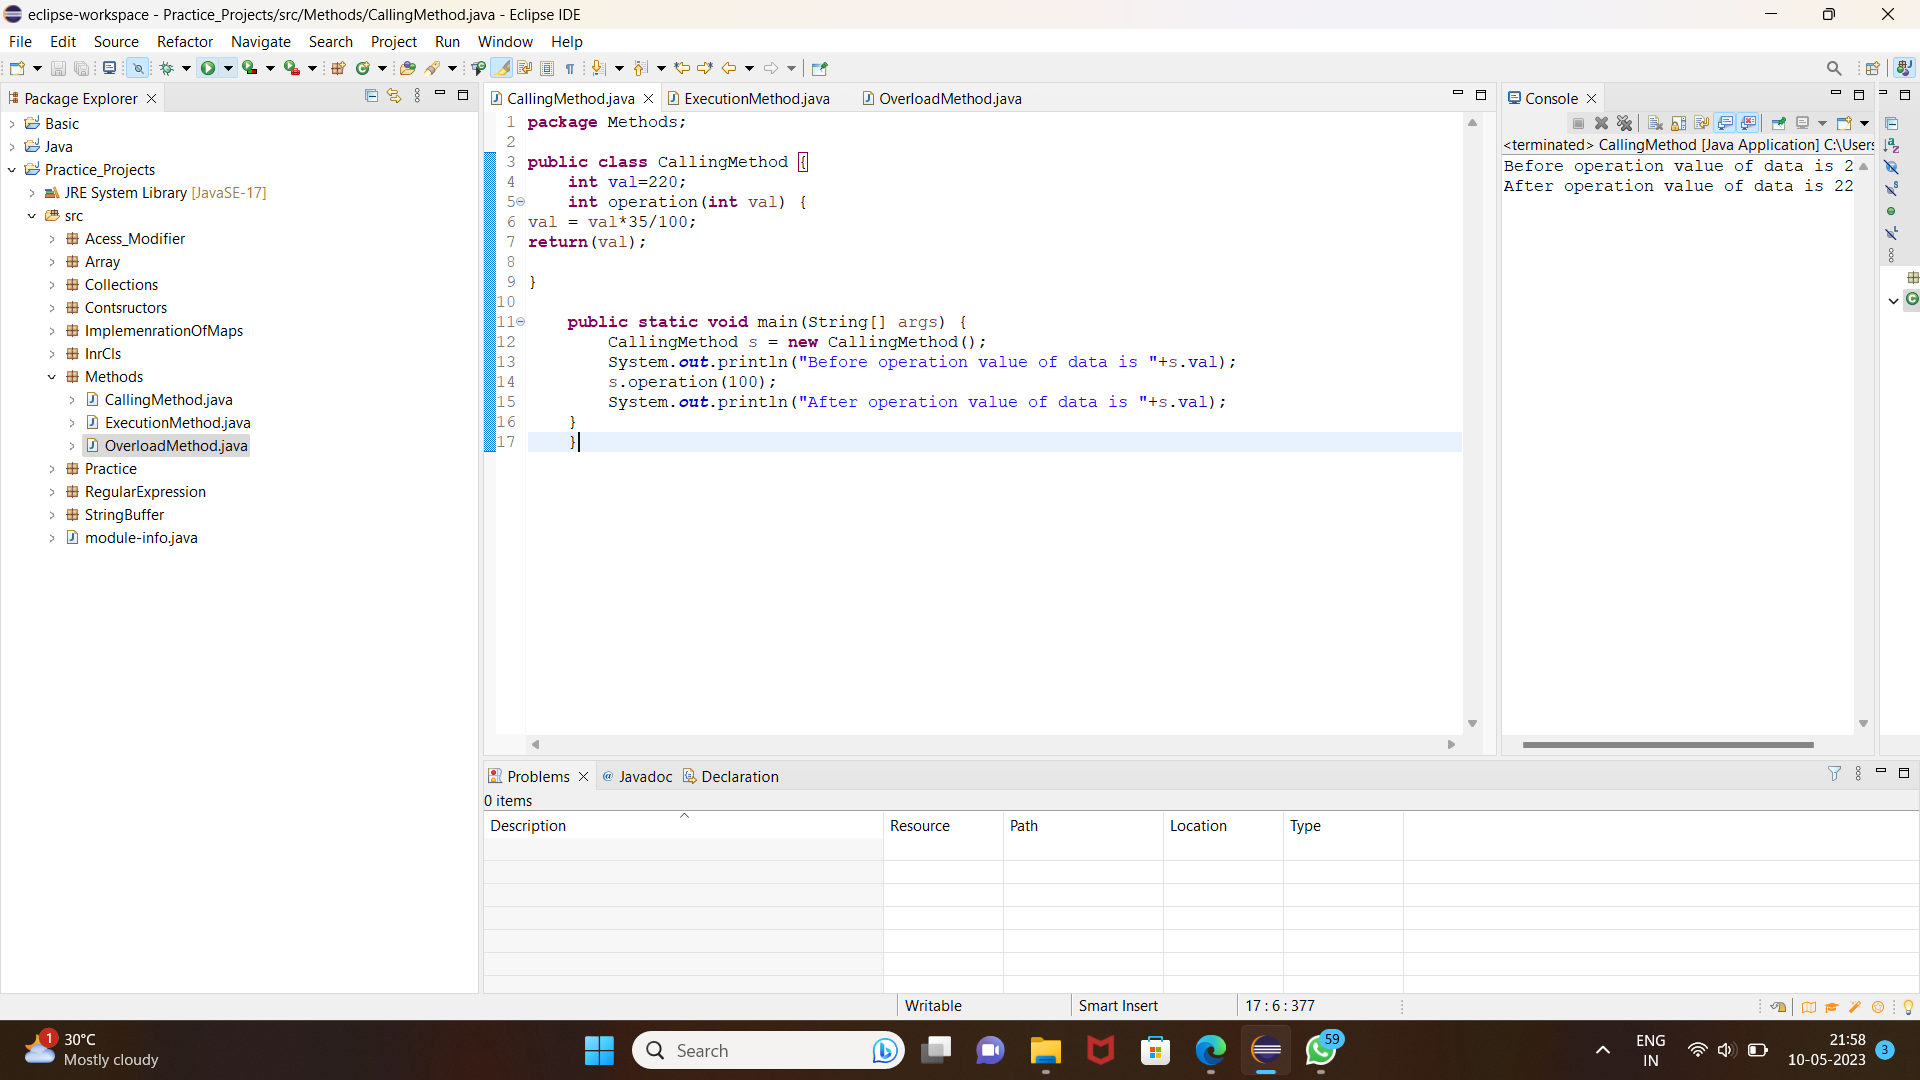 eclipse-workspace - Practice_Projects/src/Methods/CallingMethod.java - Eclipse IDE
File Edit Source Refactor Navigate Search Project Run Window Help
Package Explorer
Basic
Java
Practice_Projects
JRE System Library [JavaSE-17]
src
Acess_Modifier
Array
Collections
Contsructors
ImplemenrationOfMaps
InrCls
Methods
CallingMethod.java
ExecutionMethod.java
OverloadMethod.java
Practice
RegularExpression
StringBuffer
module-info.java
CallingMethod.java ExecutionMethod.java OverloadMethod.java
1 package Methods;
2
3 public class CallingMethod {
4 int val=220;
5 int operation(int val) {
6 val = val*35/100;
7 return(val);
8
9 }
10
11 public static void main(String[] args) {
12 CallingMethod s = new CallingMethod();
13 System.out.println("Before operation value of data is "+s.val);
14 s.operation(100);
15 System.out.println("After operation value of data is "+s.val);
16 }
17 }
Console
<terminated> CallingMethod [Java Application] C:\Users
Before operation value of data is 2
After operation value of data is 22
Problems Javadoc Declaration
0 items
Description Resource Path Location Type
Writable Smart Insert 17 : 6 : 377
1
30°C
Mostly cloudy
Search
59
ENG
IN
21:58
10-05-2023
3